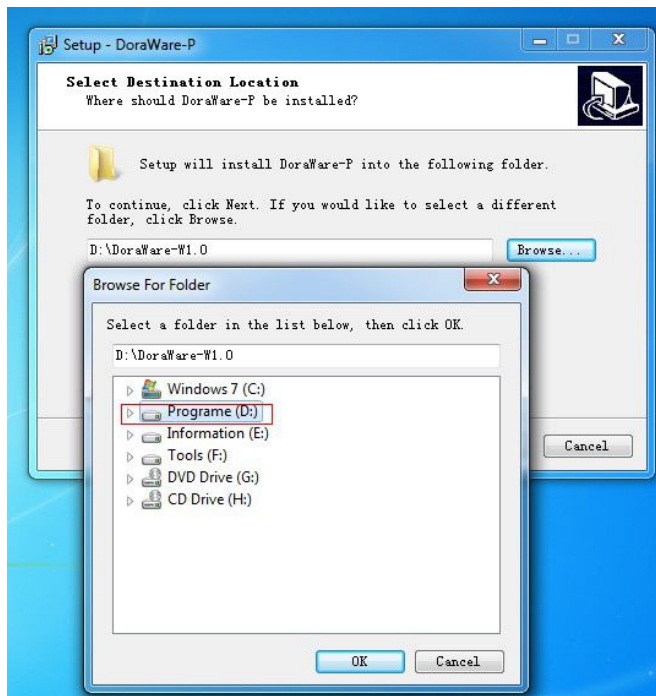 Setup - DoraWare-P
Select Destination Location
Where should DoraWare-P be installed?
Setup will install DoraWare-P into the following folder.
To continue, click Next. If you would like to select a different
folder, click Browse.
D:\DoraWare-W1.0
Browse...
Browse For Folder
Select a folder in the list below, then click OK.
D:\DoraWare-W1.0
Windows 7 (C:)
Programe (D:)
Information (E:)
Tools (F:)
DVD Drive (G:)
CD Drive (H:)
Cancel
OK
Cancel